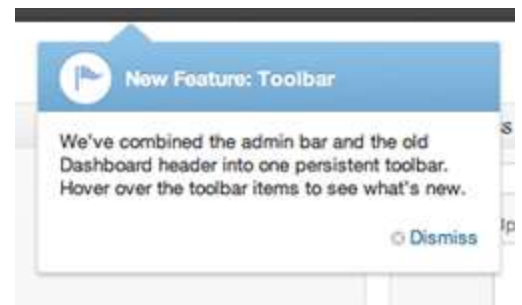 New Feature: Toolbar
We've combined the admin bar and the old
Dashboard header into one persistent toolbar.
Hover over the toolbar items to see what's new.
Dismiss